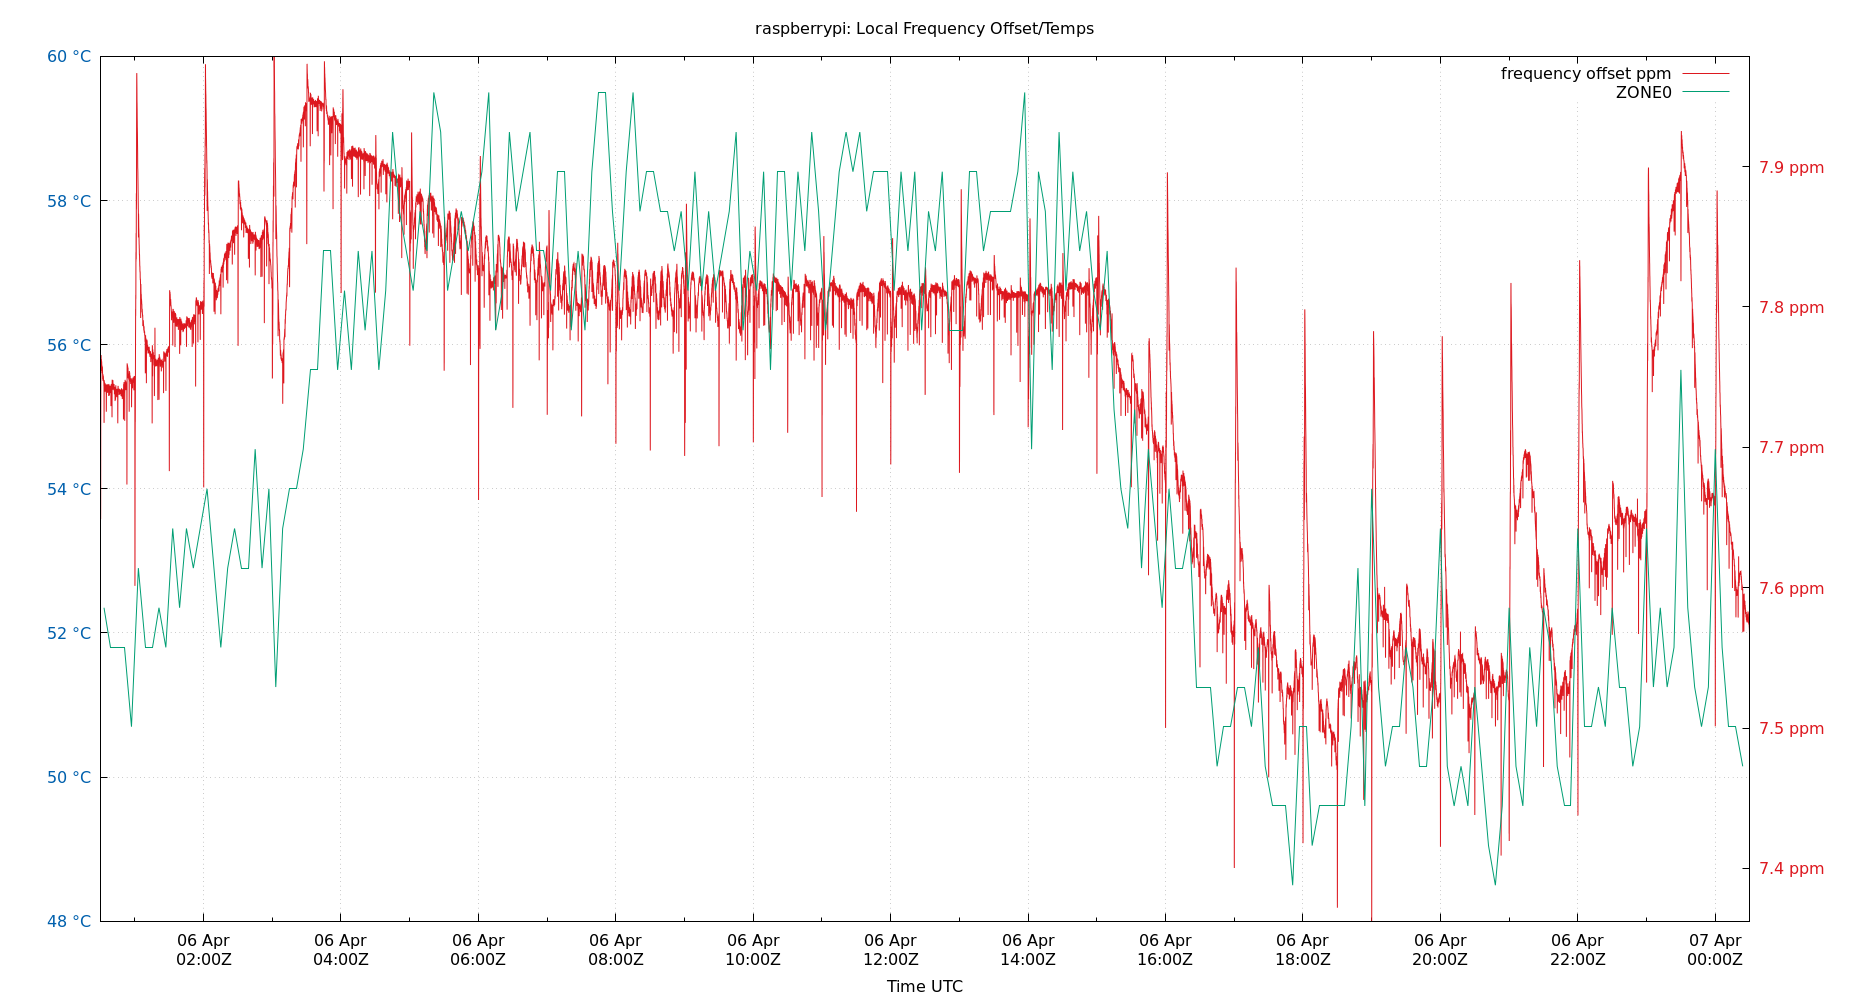 raspberrypi: Local Frequency Offset/Temps
frequency offset ppm
ZONE0
60 °C
58 °C
56 °C
54 °C
52 °C
50 °C
48 °C
7.9 ppm
7.8 ppm
7.7 ppm
7.6 ppm
7.5 ppm
7.4 ppm
06 Apr 06 Apr 06 Apr 06 Apr 06 Apr 06 Apr 06 Apr 06 Apr 06 Apr 06 Apr 06 Apr 07 Apr
02:00Z 04:00Z 06:00Z 08:00Z 10:00Z 12:00Z 14:00Z 16:00Z 18:00Z 20:00Z 22:00Z 00:00Z
Time UTC